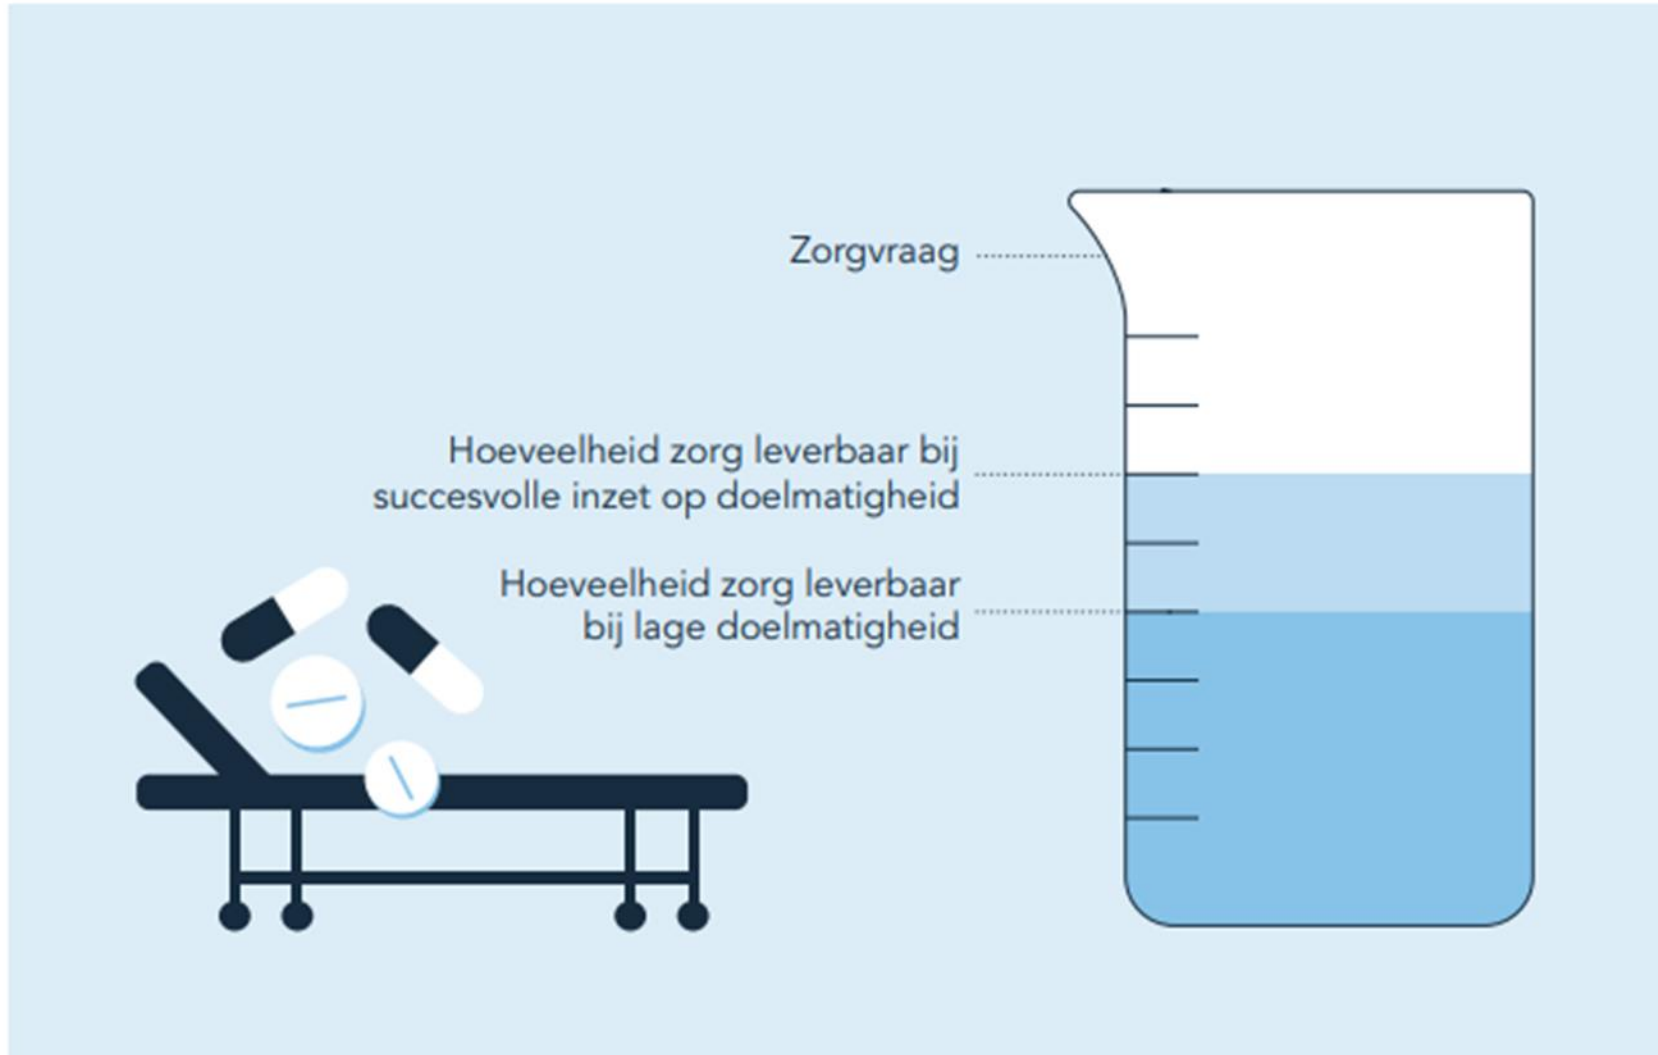 Zorgvraag
Hoeveelheid zorg leverbaar bij
succesvolle inzet op doelmatigheid
Hoeveelheid zorg leverbaar
bij lage doelmatigheid